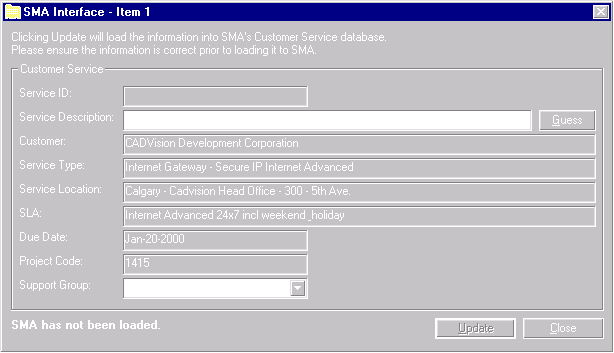 SMA Interface - Item 1
Clicking Update will load the information into SMA's Customer Service database.
Please ensure the information is correct prior to loading it to SMA.
Customer Service
Service ID:
Service Description:
Guess
Customer: CADVision Development Corporation
Service Type: Internet Gateway - Secure IP Internet Advanced
Service Location: Calgary - Cadvision Head Office - 300 - 5th Ave.
SLA: Internet Advanced 24x7 incl weekend_holiday
Due Date: Jan-20-2000
Project Code: 1415
Support Group:
SMA has not been loaded.
Update Close